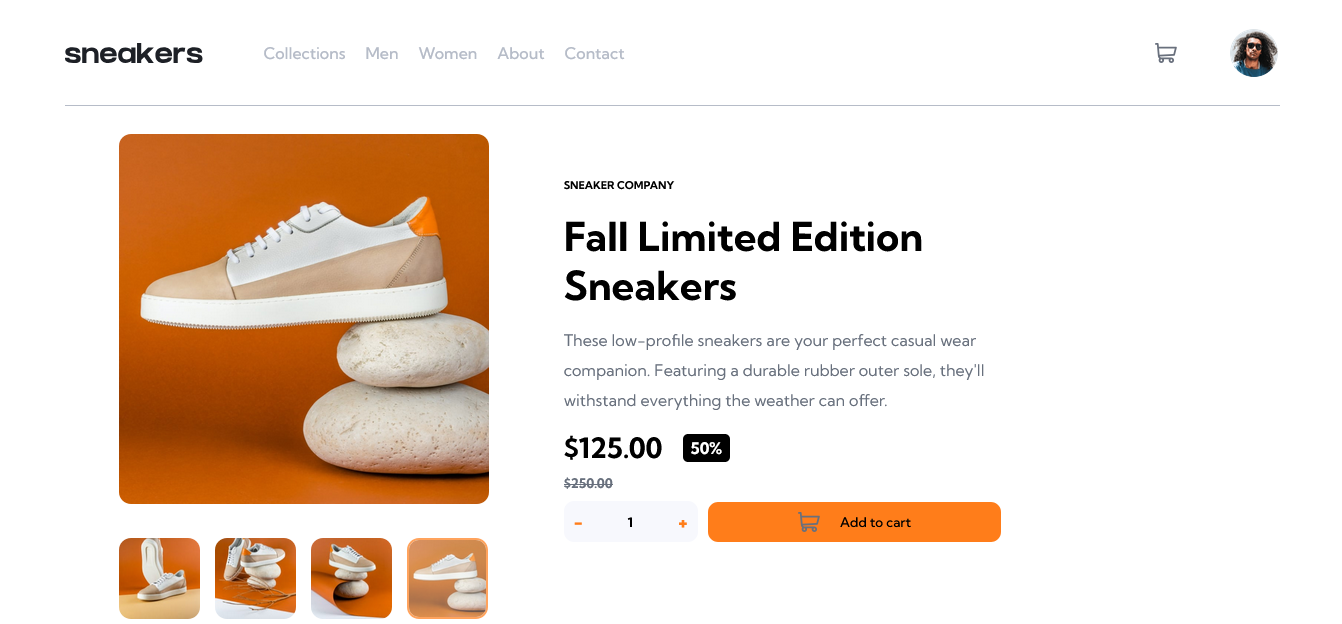 sneakers
Collections Men Women About Contact
SNEAKER COMPANY
Fall Limited Edition
Sneakers
These low-profile sneakers are your perfect casual wear
companion. Featuring a durable rubber outer sole, they'll
withstand everything the weather can offer.
$125.00 50%
$250.00
- 1 + Add to cart